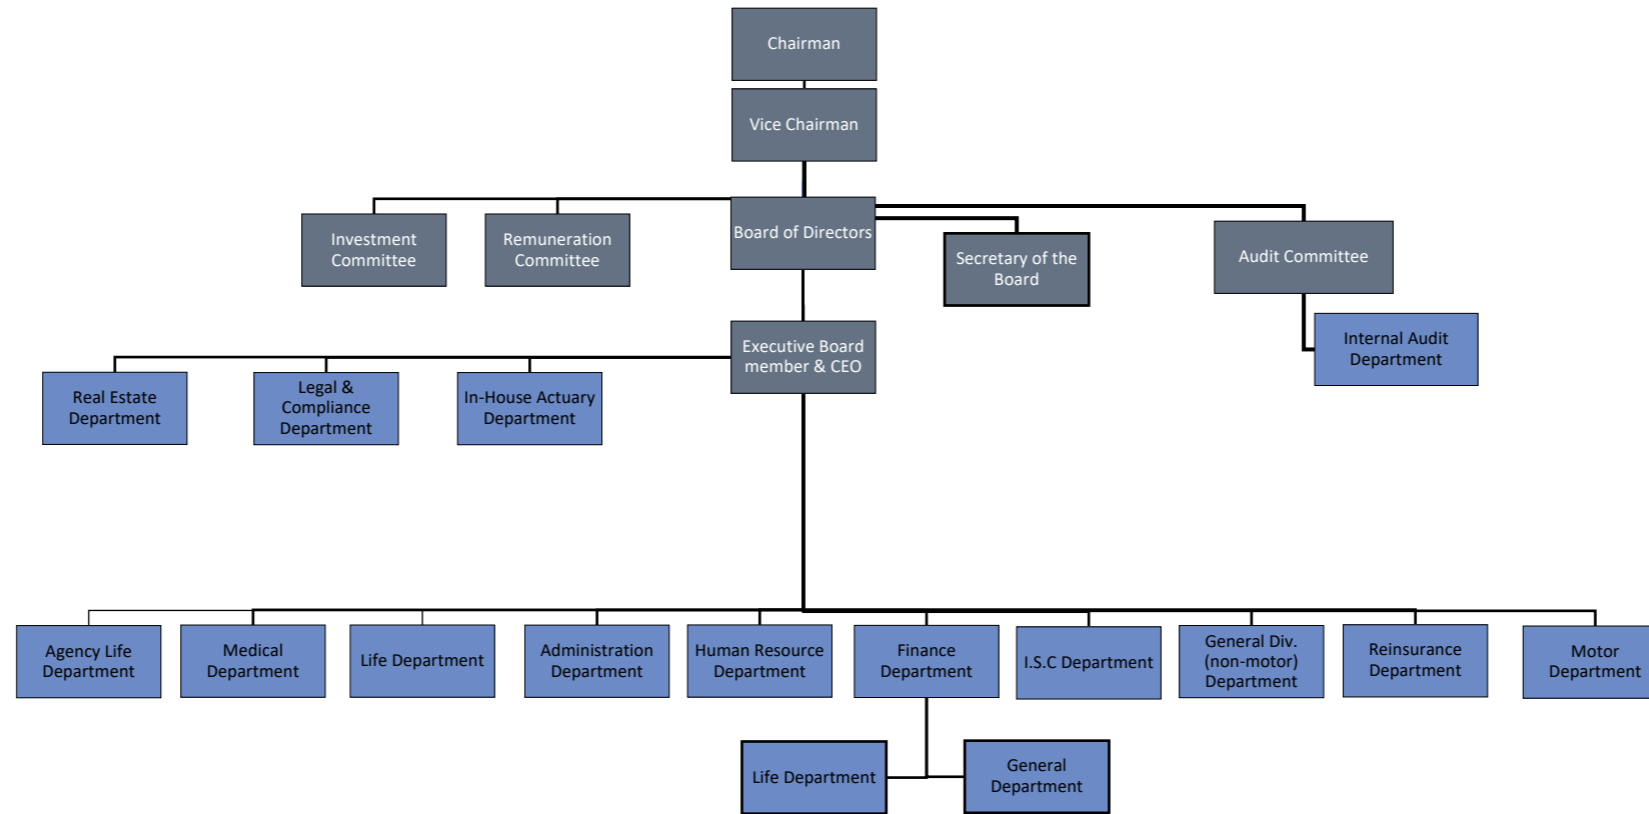 Chairman
Vice Chairman
Investment
Committee
Remuneration
Committee
Board of Directors
Secretary of the
Board
Audit Committee
Internal Audit
Department
Executive Board
member & CEO
Real Estate
Department
Legal &
Compliance
Department
In-House Actuary
Department
Agency Life
Department
Medical
Department
Life Department
Administration
Department
Human Resource
Department
Finance
Department
I.S.C Department
General Div.
(non-motor)
Department
Reinsurance
Department
Motor
Department
Life Department
General
Department